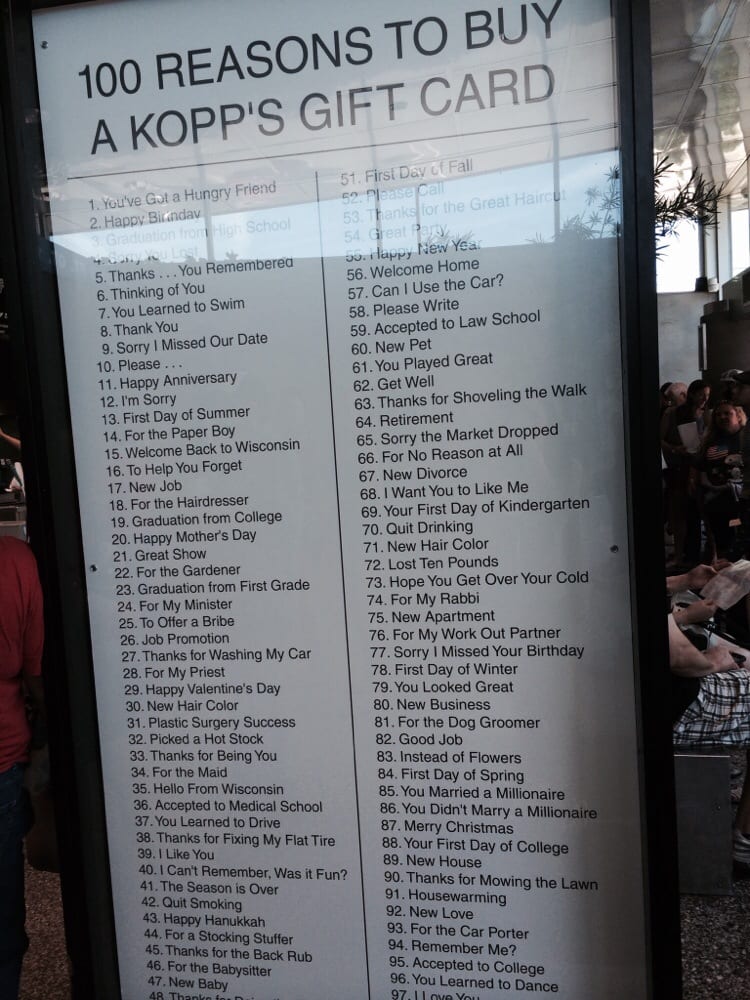 100 REASONS TO BUY
A KOPP'S GIFT CARD
1. You've Got a Hungry Friend
2. Happy Birthday
3. Graduation from High School
4. Sorry You Lost
5. Thanks . . . You Remembered
6. Thinking of You
7. You Learned to Swim
8. Thank You
9. Sorry I Missed Our Date
10. Please . . .
11. Happy Anniversary
12. I'm Sorry
13. First Day of Summer
14. For the Paper Boy
15. Welcome Back to Wisconsin
16. To Help You Forget
17. New Job
18. For the Hairdresser
19. Graduation from College
20. Happy Mother's Day
21. Great Show
22. For the Gardener
23. Graduation from First Grade
24. For My Minister
25. To Offer a Bribe
26. Job Promotion
27. Thanks for Washing My Car
28. For My Priest
29. Happy Valentine's Day
30. New Hair Color
31. Plastic Surgery Success
32. Picked a Hot Stock
33. Thanks for Being You
34. For the Maid
35. Hello From Wisconsin
36. Accepted to Medical School
37. You Learned to Drive
38. Thanks for Fixing My Flat Tire
39. I Like You
40. I Can't Remember, Was it Fun?
41. The Season is Over
42. Quit Smoking
43. Happy Hanukkah
44. For a Stocking Stuffer
45. Thanks for the Back Rub
46. For the Babysitter
47. New Baby
48. Thanks for
51. First Day of Fall
52. Please Call
53. Thanks for the Great Haircut
54. Great Party
55. Happy New Year
56. Welcome Home
57. Can I Use the Car?
58. Please Write
59. Accepted to Law School
60. New Pet
61. You Played Great
62. Get Well
63. Thanks for Shoveling the Walk
64. Retirement
65. Sorry the Market Dropped
66. For No Reason at All
67. New Divorce
68. I Want You to Like Me
69. Your First Day of Kindergarten
70. Quit Drinking
71. New Hair Color
72. Lost Ten Pounds
73. Hope You Get Over Your Cold
74. For My Rabbi
75. New Apartment
76. For My Work Out Partner
77. Sorry I Missed Your Birthday
78. First Day of Winter
79. You Looked Great
80. New Business
81. For the Dog Groomer
82. Good Job
83. Instead of Flowers
84. First Day of Spring
85. You Married a Millionaire
86. You Didn't Marry a Millionaire
87. Merry Christmas
88. Your First Day of College
89. New House
90. Thanks for Mowing the Lawn
91. Housewarming
92. New Love
93. For the Car Porter
94. Remember Me?
95. Accepted to College
96. You Learned to Dance
97. I Love You